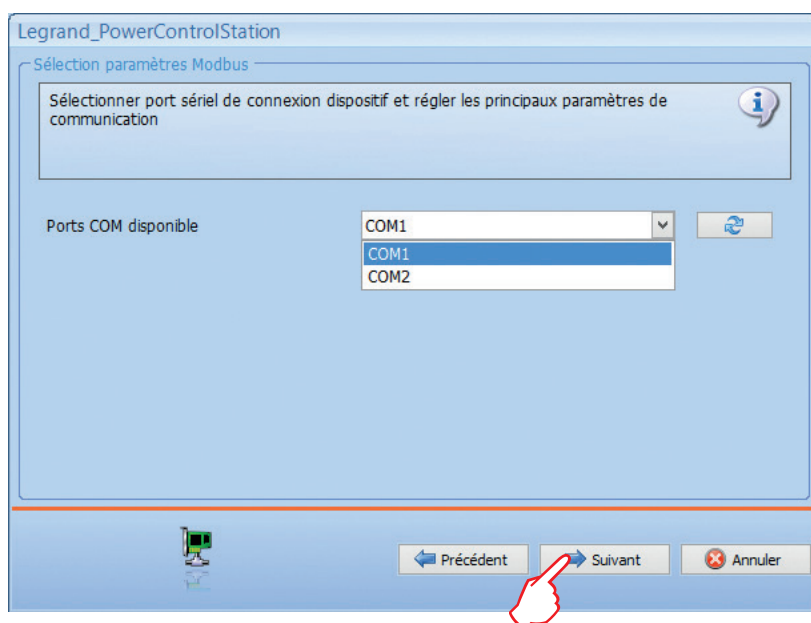 Legrand_PowerControlStation
Sélection paramètres Modbus
Sélectionner port sériel de connexion dispositif et régler les principaux paramètres de
communication
Ports COM disponible
COM1
COM1
COM2
Précédent
Suivant
Annuler